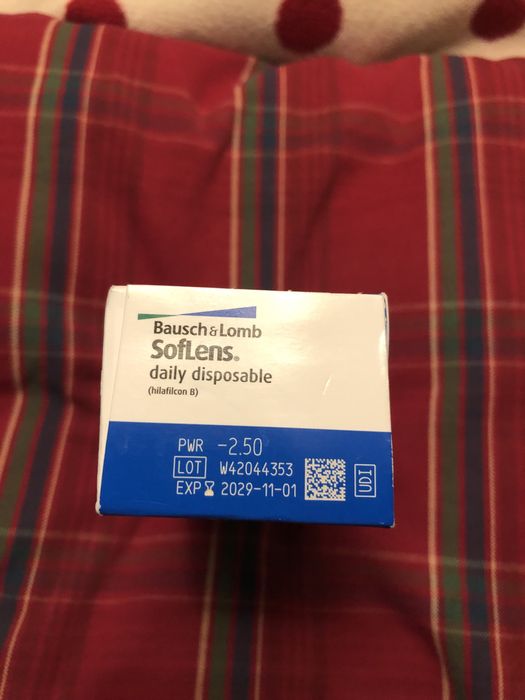 Bausch & Lomb
SofLens®
daily disposable
(hilafilcon B)
PWR -2.50
LOT W42044353
EXP 2029-11-01
UDI